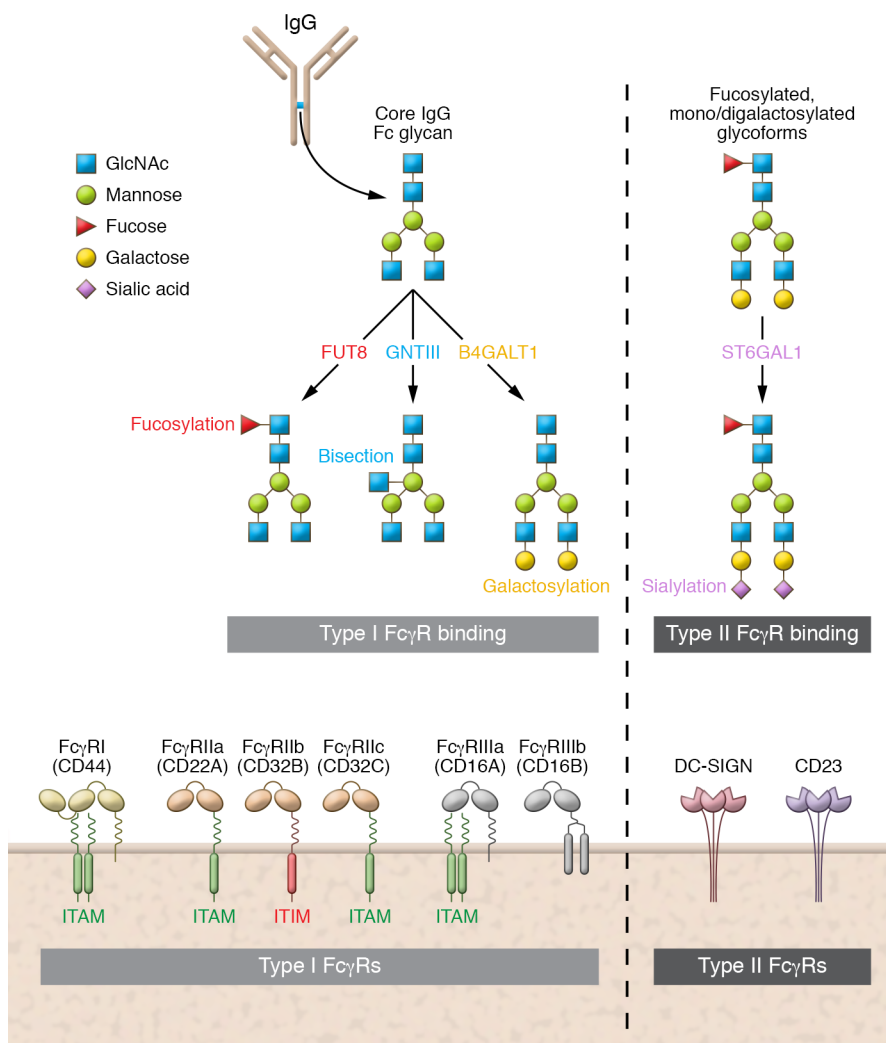 IgG
Core IgG
Fc glycan
Fucosylated,
mono/digalactosylated
glycoforms
GlcNAc
Mannose
Fucose
Galactose
Sialic acid
FUT8
GNTIII
B4GALT1
ST6GAL1
Fucosylation
Bisection
Galactosylation
Sialylation
Type I FcγR binding
Type II FcγR binding
FcγRI
(CD44)
FcγRIIa
(CD22A)
FcγRIIb
(CD32B)
FcγRIIc
(CD32C)
FcγRIIIa
(CD16A)
FcγRIIIb
(CD16B)
DC-SIGN
CD23
ITAM
ITAM
ITIM
ITAM
ITAM
Type I FcγRs
Type II FcγRs